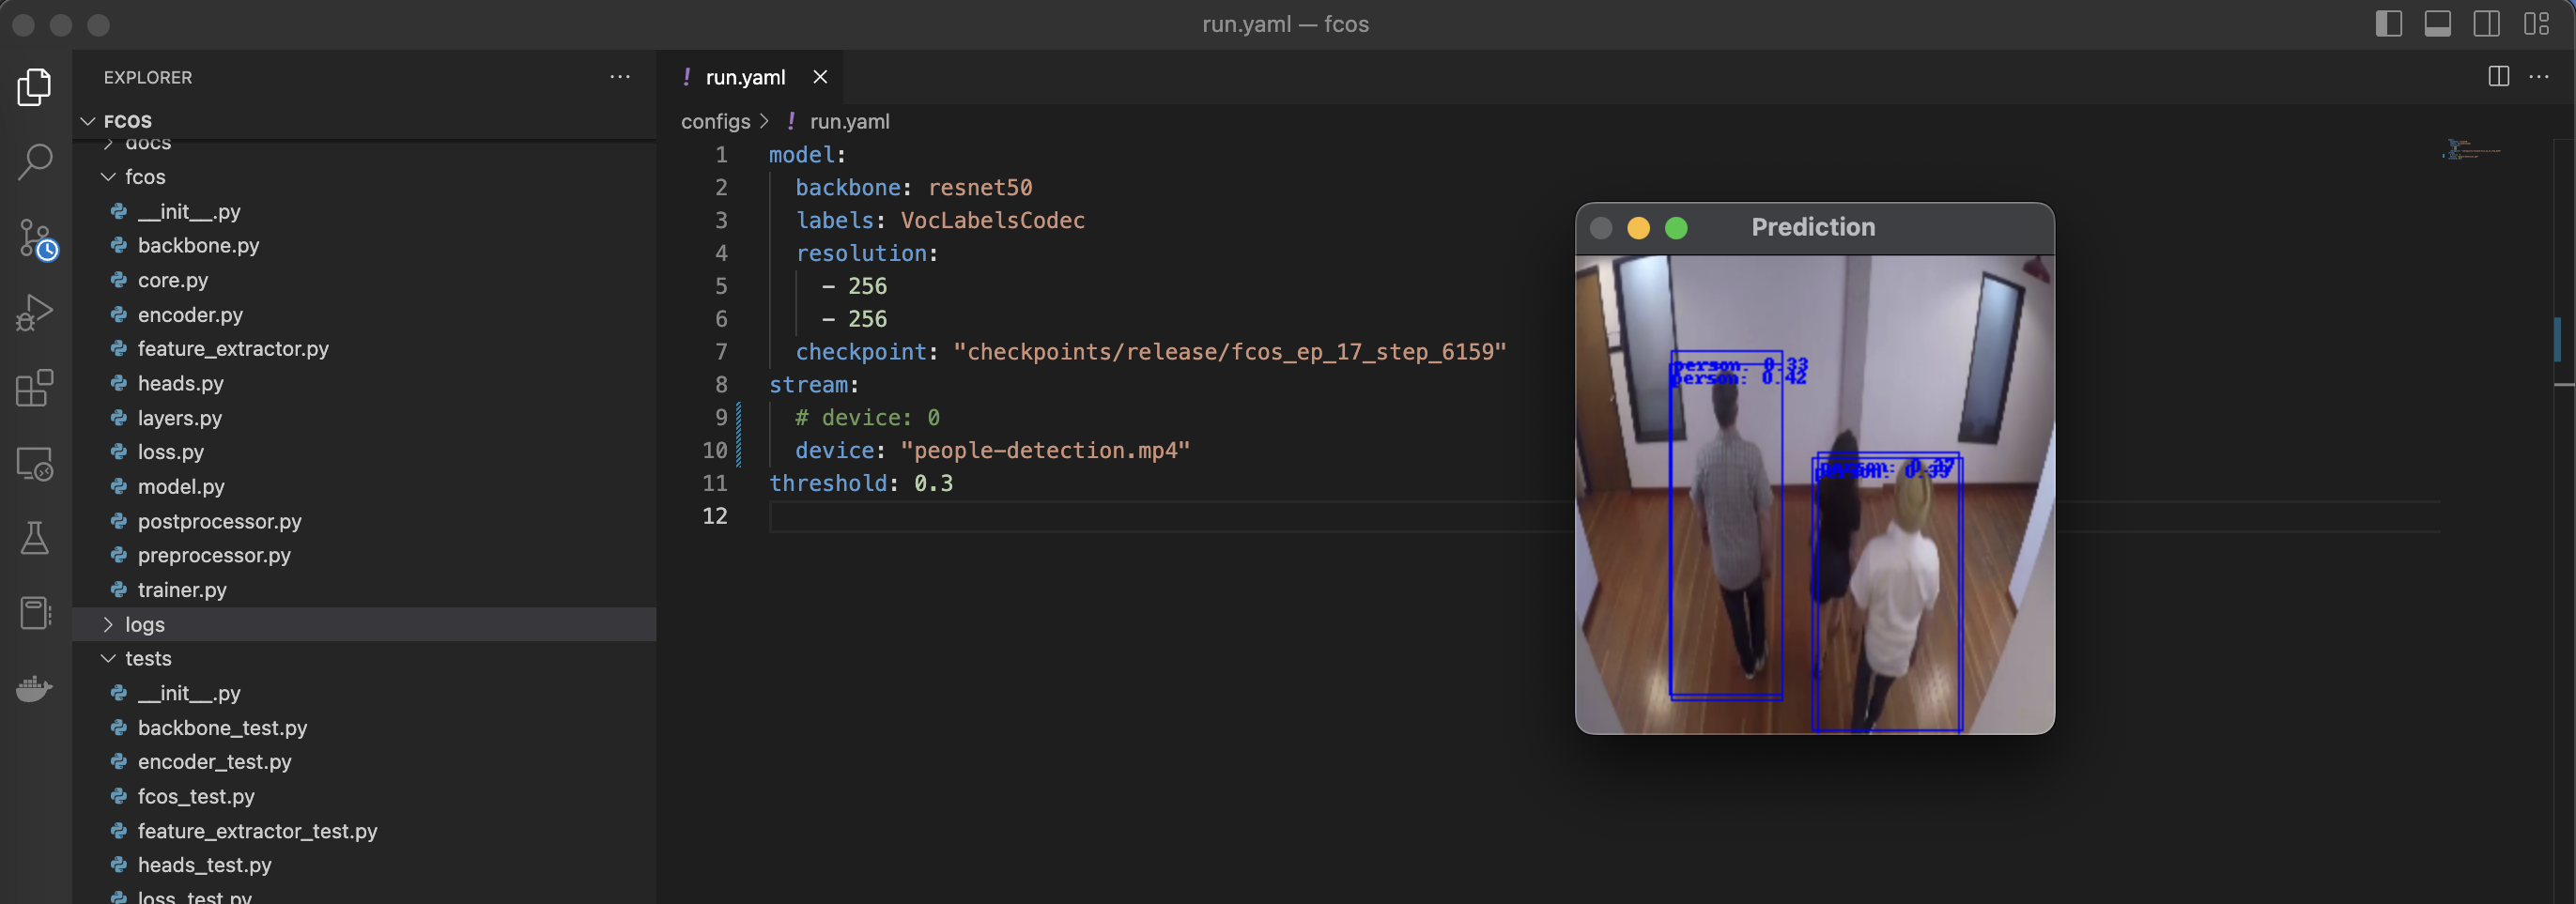 run.yaml — fcos
EXPLORER
FCOS
docs
fcos
__init__.py
backbone.py
core.py
encoder.py
feature_extractor.py
heads.py
layers.py
loss.py
model.py
postprocessor.py
preprocessor.py
trainer.py
logs
tests
__init__.py
backbone_test.py
encoder_test.py
fcos_test.py
feature_extractor_test.py
heads_test.py
loss_test.py
! run.yaml
configs > ! run.yaml
1 model:
2 backbone: resnet50
3 labels: VocLabelsCodec
4 resolution:
5 - 256
6 - 256
7 checkpoint: "checkpoints/release/fcos_ep_17_step_6159"
8 stream:
9 # device: 0
10 device: "people-detection.mp4"
11 threshold: 0.3
12
Prediction
person: 0.33
person: 0.42
person:
person: